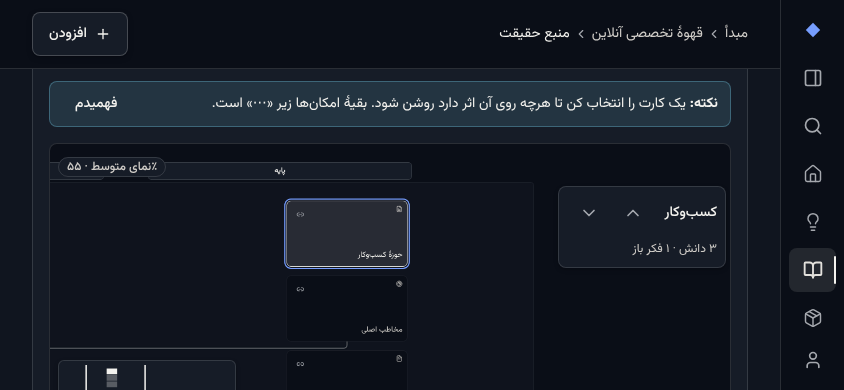 مبدأ › قهوهٔ تخصصی آنلاین › منبع حقیقت
+ افزودن
نکته: یک کارت را انتخاب کن تا هرچه روی آن اثر دارد روشن شود. بقیهٔ امکان‌ها زیر «···» است.
فهمیدم
پایه
٪نمای متوسط · ۵۵
کسب‌وکار
۳ دانش · ۱ فکر باز
حوزهٔ کسب‌وکار
مخاطب اصلی